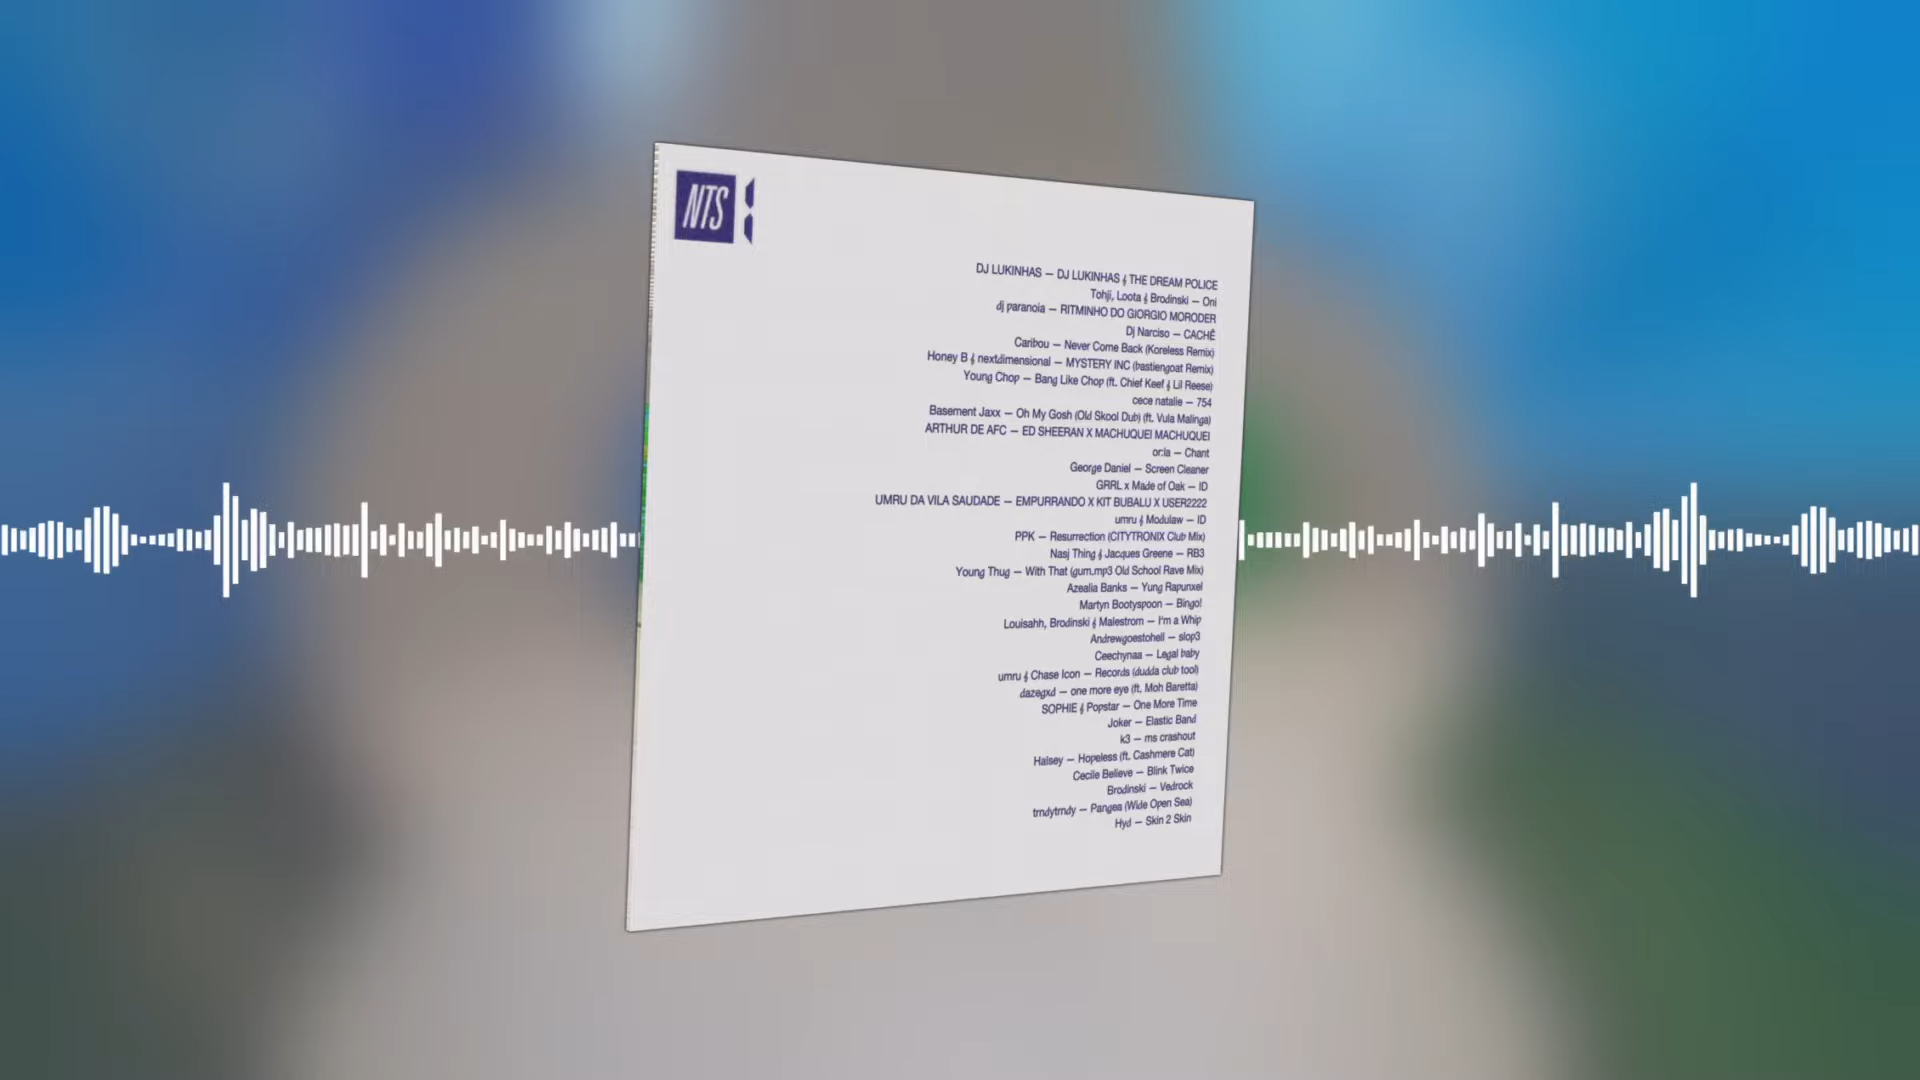 NTS
DJ LUKINHAS — DJ LUKINHAS & THE DREAM POLICE
Tohji, Loota & Brodinski — Oni
dj paranoia — RITMINHO DO GIORGIO MORODER
Dj Narciso — CACHÊ
Caribou — Never Come Back (Koreless Remix)
Honey B & nextdimensional — MYSTERY INC (bastiengoat Remix)
Young Chop — Bang Like Chop (ft. Chief Keef & Lil Reese)
cece natalie — 754
Basement Jaxx — Oh My Gosh (Old Skool Dub) (ft. Vula Malinga)
ARTHUR DE AFC — ED SHEERAN X MACHUQUEI MACHUQUEI
or:la — Chant
George Daniel — Screen Cleaner
GRRL x Made of Oak — ID
UMRU DA VILA SAUDADE — EMPURRANDO X KIT BUBALU X USER2222
umru & Modulaw — ID
PPK — Resurrection (CITYTRONIX Club Mix)
Nasj Thing & Jacques Greene — RB3
Young Thug — With That (gum.mp3 Old School Rave Mix)
Azealia Banks — Yung Rapunxel
Martyn Bootyspoon — Bingo!
Louisahh, Brodinski & Malestrom — I'm a Whip
Andrewgoestohell — slop3
Ceechynaa — Legal baby
umru & Chase Icon — Records (dudda club tool)
dazegxd — one more eye (ft. Moh Baretta)
SOPHIE & Popstar — One More Time
Joker — Elastic Band
k3 — ms crashout
Halsey — Hopeless (ft. Cashmere Cat)
Cecile Believe — Blink Twice
Brodinski — Vedrock
trndytrndy — Pangea (Wide Open Sea)
Hyd — Skin 2 Skin